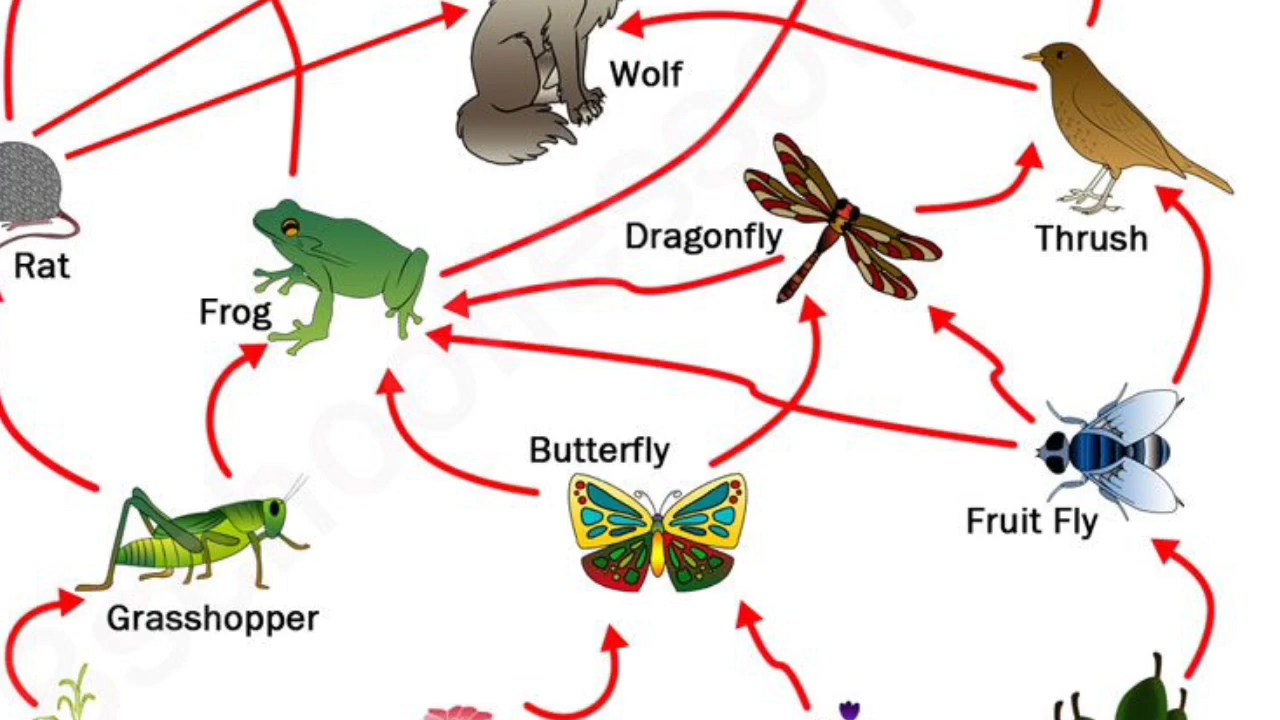 Wolf
Dragonfly
Thrush
Rat
Frog
Butterfly
Fruit Fly
Grasshopper